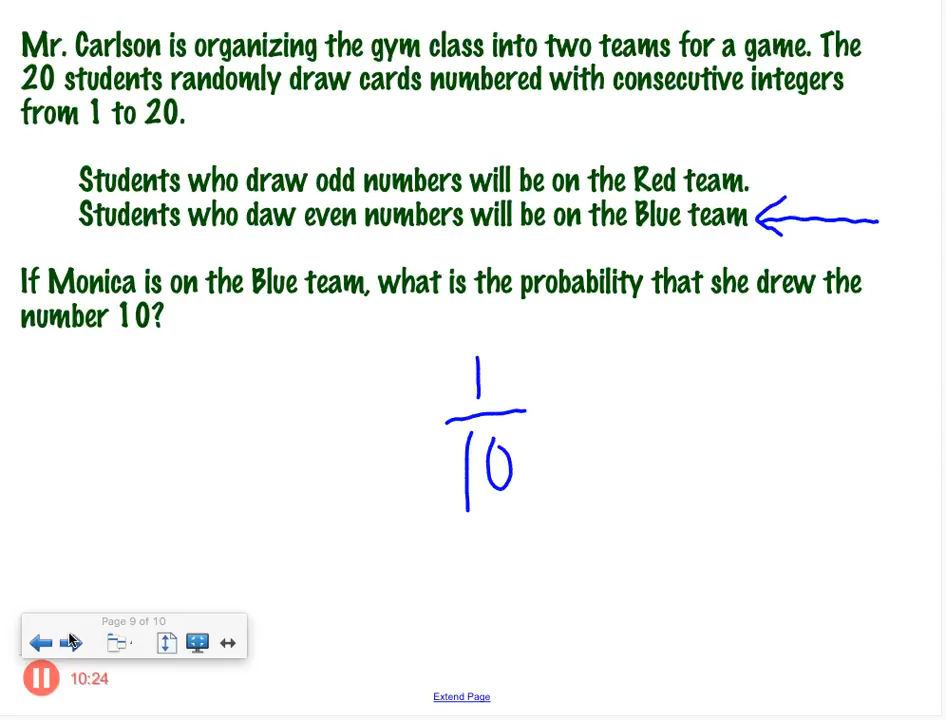 Mr. Carlson is organizing the gym class into two teams for a game. The
20 students randomly draw cards numbered with consecutive integers
from 1 to 20.
Students who draw odd numbers will be on the Red team.
Students who daw even numbers will be on the Blue team
If Monica is on the Blue team, what is the probability that she drew the
number 10?
1
10
Page 9 of 10
10:24
Extend Page